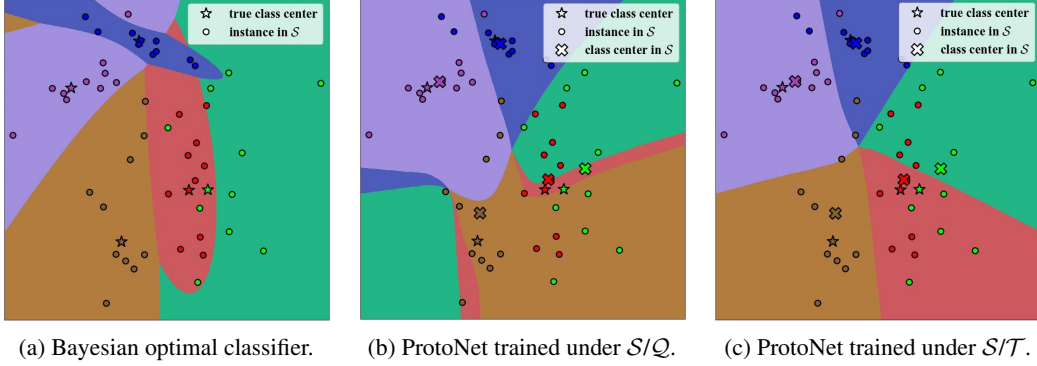 true class center
instance in 𝒮
true class center
instance in 𝒮
class center in 𝒮
true class center
instance in 𝒮
class center in 𝒮
(a) Bayesian optimal classifier.
(b) ProtoNet trained under 𝒮/𝒬.
(c) ProtoNet trained under 𝒮/𝒯.